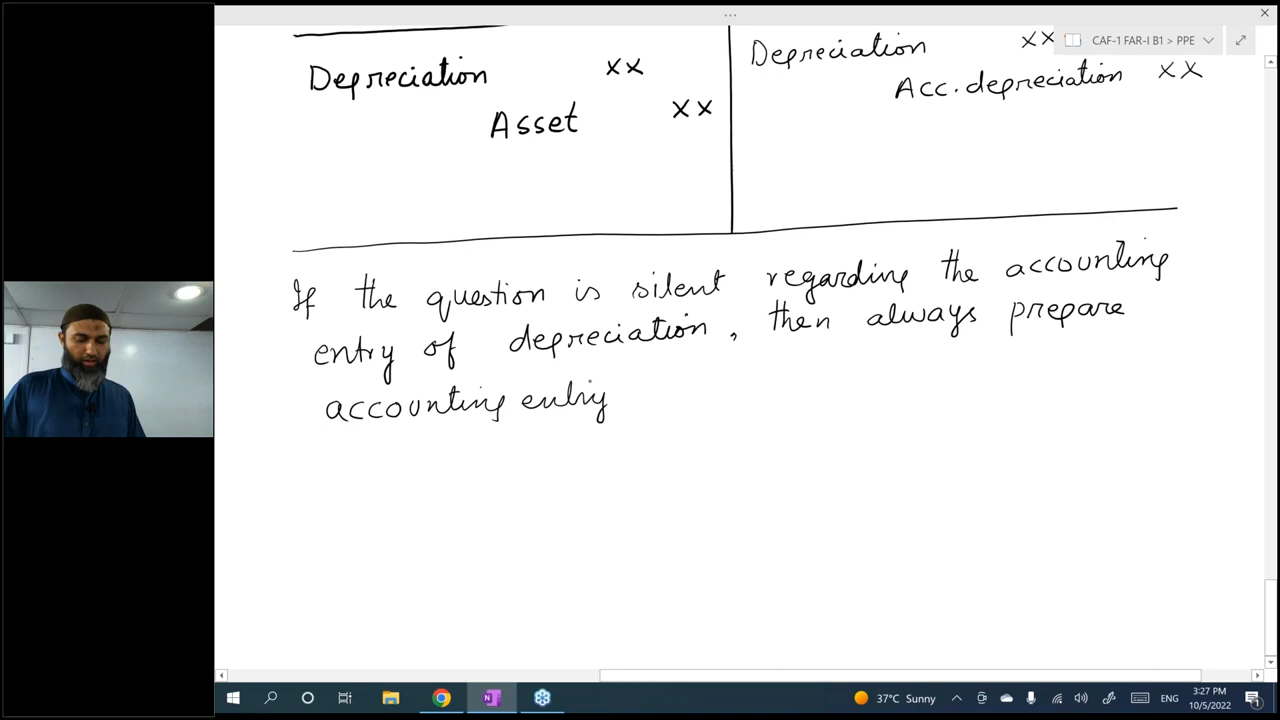 CAF-1 FAR-I B1 > PPE
Depreciation xx
Asset xx
Depreciation xx
Acc. depreciation xx
If the question is silent regarding the accounting
entry of depreciation, then always prepare
accounting entry
37°C Sunny
ENG
3:27 PM
10/5/2022